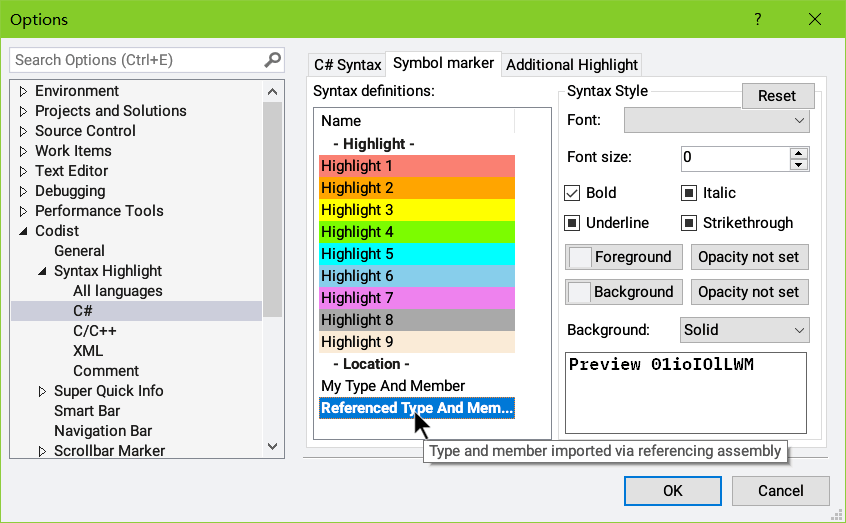 Options
?
Search Options (Ctrl+E)
Environment
Projects and Solutions
Source Control
Work Items
Text Editor
Debugging
Performance Tools
Codist
General
Syntax Highlight
All languages
C#
C/C++
XML
Comment
Super Quick Info
Smart Bar
Navigation Bar
Scrollbar Marker
C# Syntax
Symbol marker
Additional Highlight
Syntax definitions:
Name
- Highlight -
Highlight 1
Highlight 2
Highlight 3
Highlight 4
Highlight 5
Highlight 6
Highlight 7
Highlight 8
Highlight 9
- Location -
My Type And Member
Referenced Type And Mem...
Type and member imported via referencing assembly
Syntax Style
Reset
Font:
Font size:
0
Bold
Italic
Underline
Strikethrough
Foreground
Opacity not set
Background
Opacity not set
Background:
Solid
Preview 01ioIOlLWM
OK
Cancel